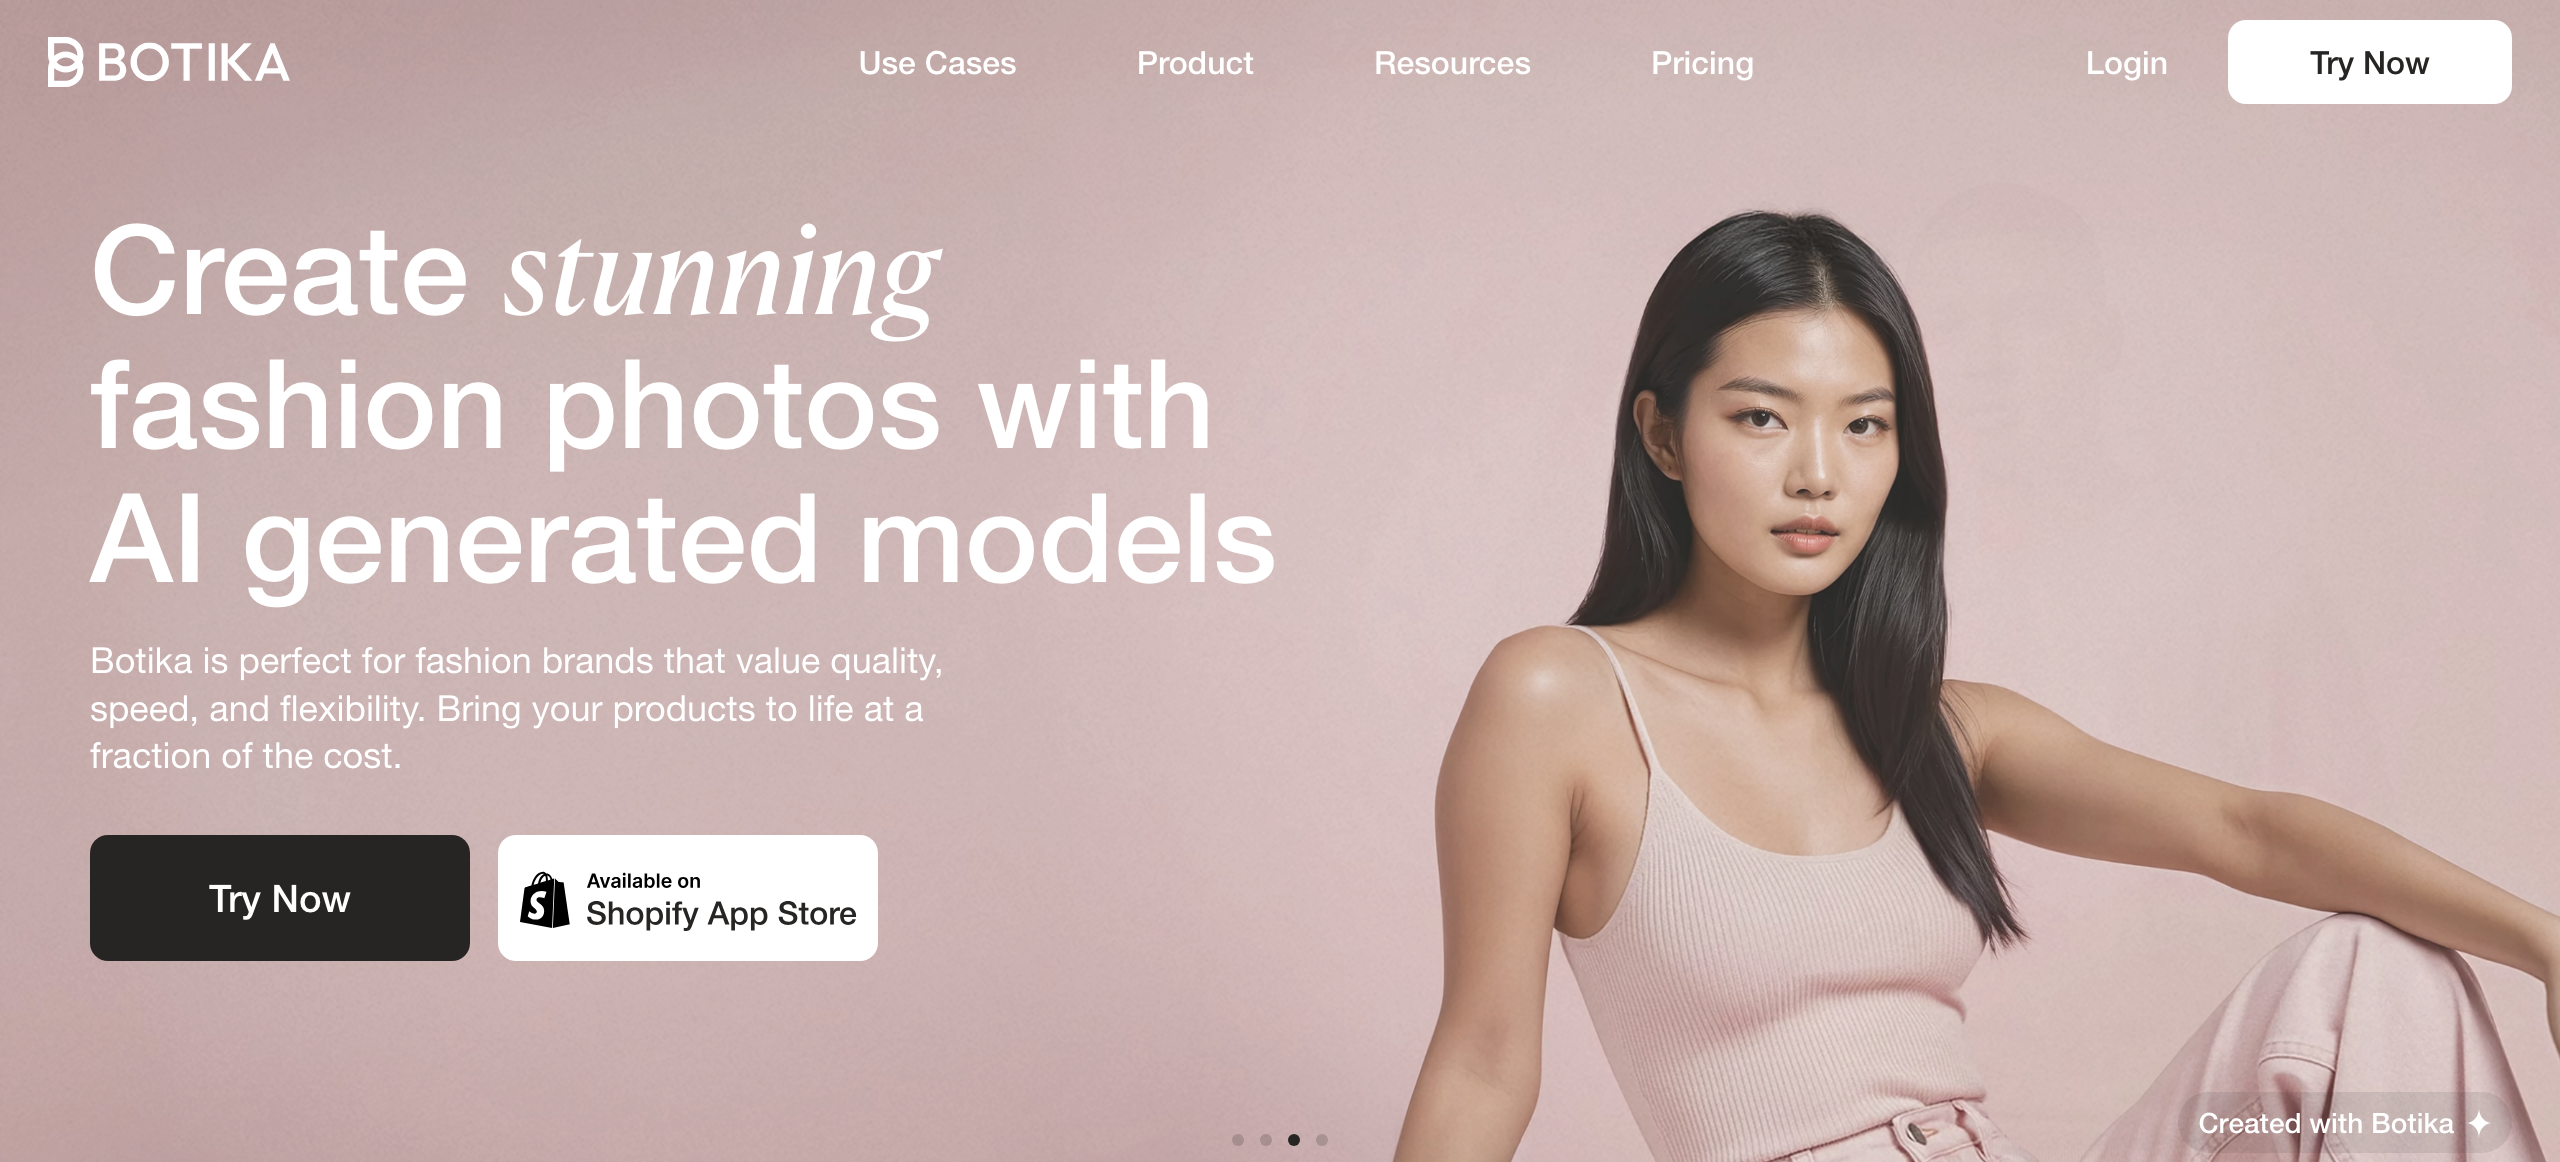 BOTIKA
Use Cases
Product
Resources
Pricing
Login
Try Now
Create stunning
fashion photos with
AI generated models
Botika is perfect for fashion brands that value quality,
speed, and flexibility. Bring your products to life at a
fraction of the cost.
Try Now
Available on
Shopify App Store
Created with Botika